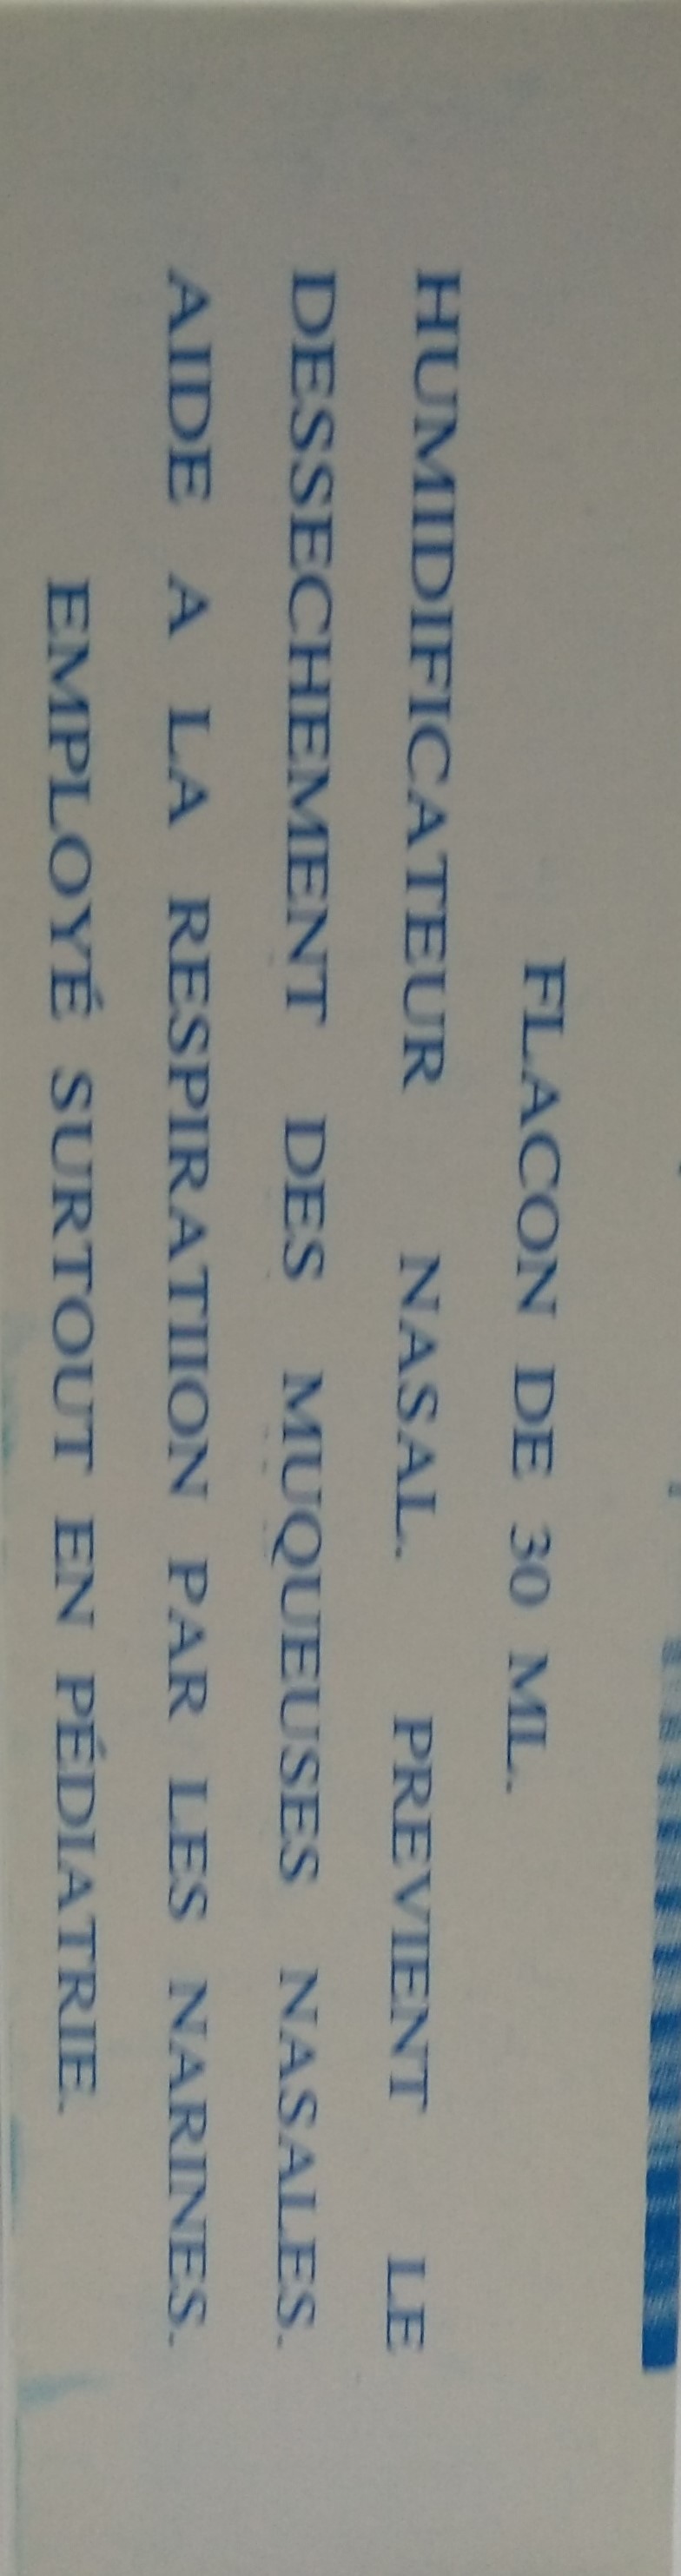 FLACON DE 30 ML.
HUMIDIFICATEUR NASAL. PREVIENT LE
DESSECHEMENT DES MUQUEUSES NASALES.
AIDE A LA RESPIRATIION PAR LES NARINES.
EMPLOYÉ SURTOUT EN PÉDIATRIE.